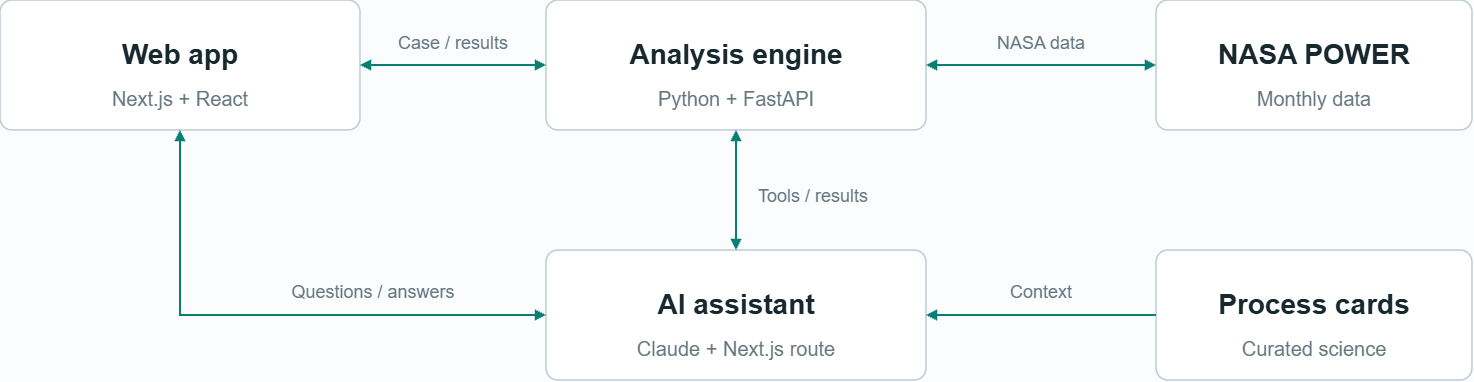 Web app
Next.js + React
Case / results
Analysis engine
Python + FastAPI
NASA data
NASA POWER
Monthly data
Tools / results
Questions / answers
AI assistant
Claude + Next.js route
Context
Process cards
Curated science